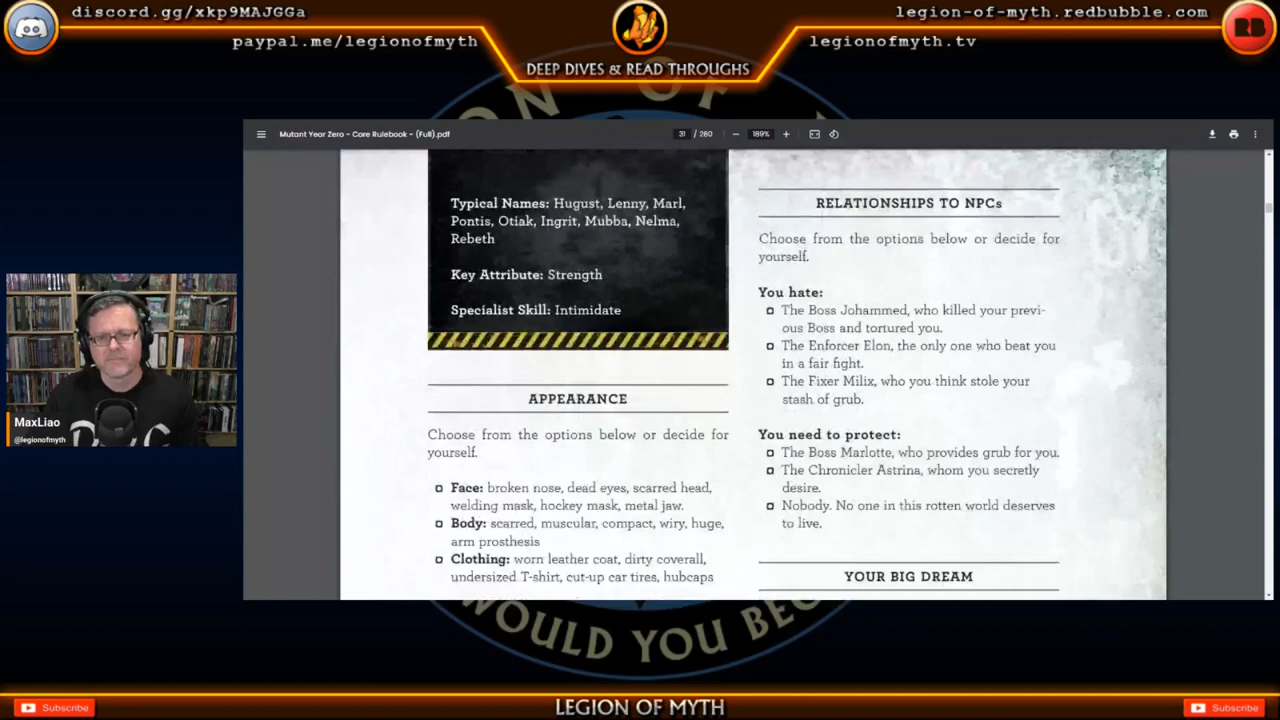 discord.gg/xkp9MAJGGa
legion-of-myth.redbubble.com
paypal.me/legionofmyth
legionofmyth.tv
RB
DEEP DIVES & READ THROUGHS
LEGION OF MYTH
Mutant Year Zero - Core Rulebook - (Full).pdf
31 / 280
189%
Typical Names: Hugust, Lenny, Marl,
Pontis, Otiak, Ingrit, Mubba, Nelma,
Rebeth
Key Attribute: Strength
Specialist Skill: Intimidate
APPEARANCE
Choose from the options below or decide for
yourself.
Face: broken nose, dead eyes, scarred head,
welding mask, hockey mask, metal jaw.
Body: scarred, muscular, compact, wiry, huge,
arm prosthesis
Clothing: worn leather coat, dirty coverall,
undersized T-shirt, cut-up car tires, hubcaps
RELATIONSHIPS TO NPCs
Choose from the options below or decide for
yourself.
You hate:
The Boss Johammed, who killed your previ-
ous Boss and tortured you.
The Enforcer Elon, the only one who beat you
in a fair fight.
The Fixer Milix, who you think stole your
stash of grub.
You need to protect:
The Boss Marlotte, who provides grub for you.
The Chronicler Astrina, whom you secretly
desire.
Nobody. No one in this rotten world deserves
to live.
YOUR BIG DREAM
MaxLiao
@legionofmyth
WOULD YOU
Subscribe
LEGION OF MYTH
Subscribe